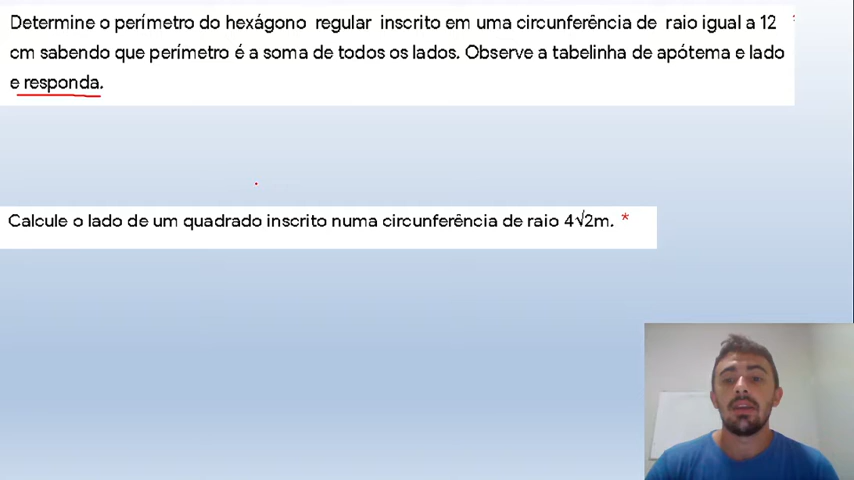 Determine o perímetro do hexágono regular inscrito em uma circunferência de raio igual a 12 *
cm sabendo que perímetro é a soma de todos os lados. Observe a tabelinha de apótema e lado
e responda.
Calcule o lado de um quadrado inscrito numa circunferência de raio 4√2m. *